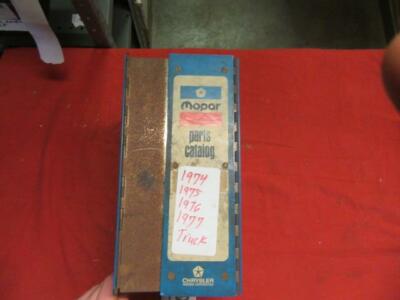 Mopar
parts
catalog
1974
1975
1976
1977
Truck
CHRYSLER